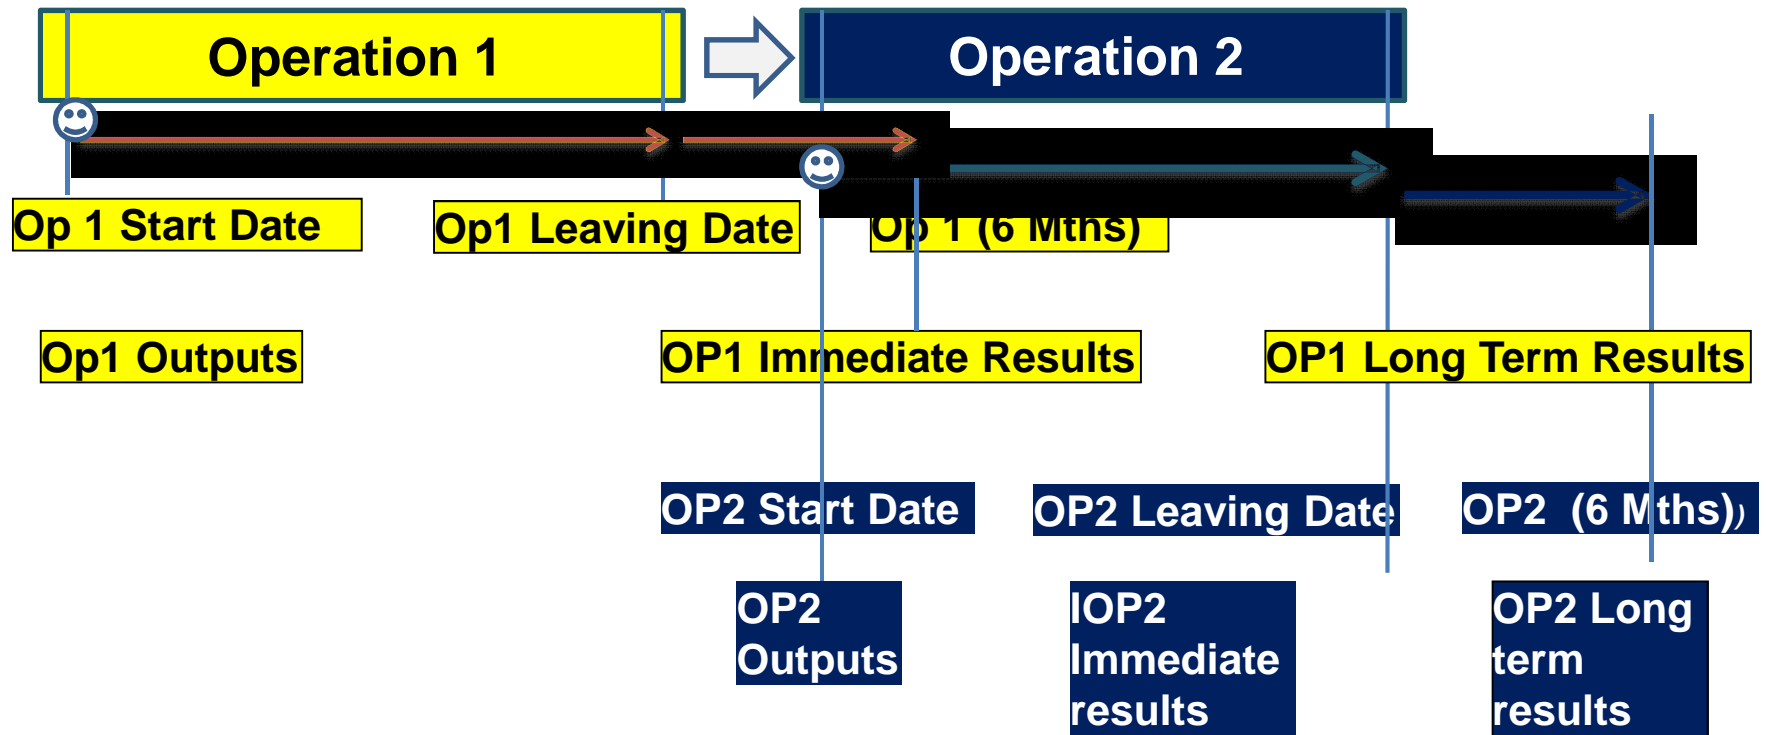 Operation 1
Operation 2
Op 1 Start Date
Op1 Leaving Date
Op 1 (6 Mths)
Op1 Outputs
OP1 Immediate Results
OP1 Long Term Results
OP2 Start Date
OP2 Leaving Date
OP2 (6 Mths))
OP2
Outputs
IOP2
Immediate
results
OP2 Long
term
results